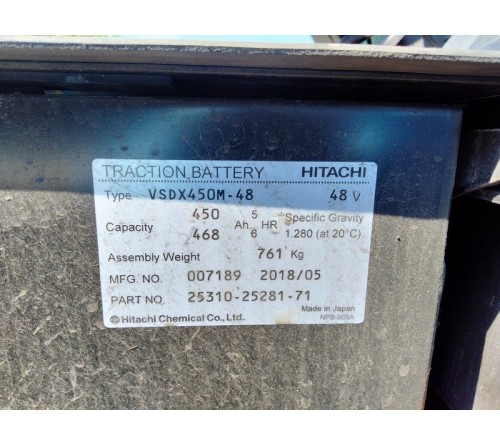 TRACTION BATTERY HITACHI
Type VSDX450M-48 48 V
Capacity 450 Ah 5 HR Specific Gravity
468 6 1.280 (at 20°C)
Assembly Weight 761 Kg
MFG. NO. 007189 2018/05
PART NO. 25310-25281-71
Hitachi Chemical Co., Ltd. Made in Japan